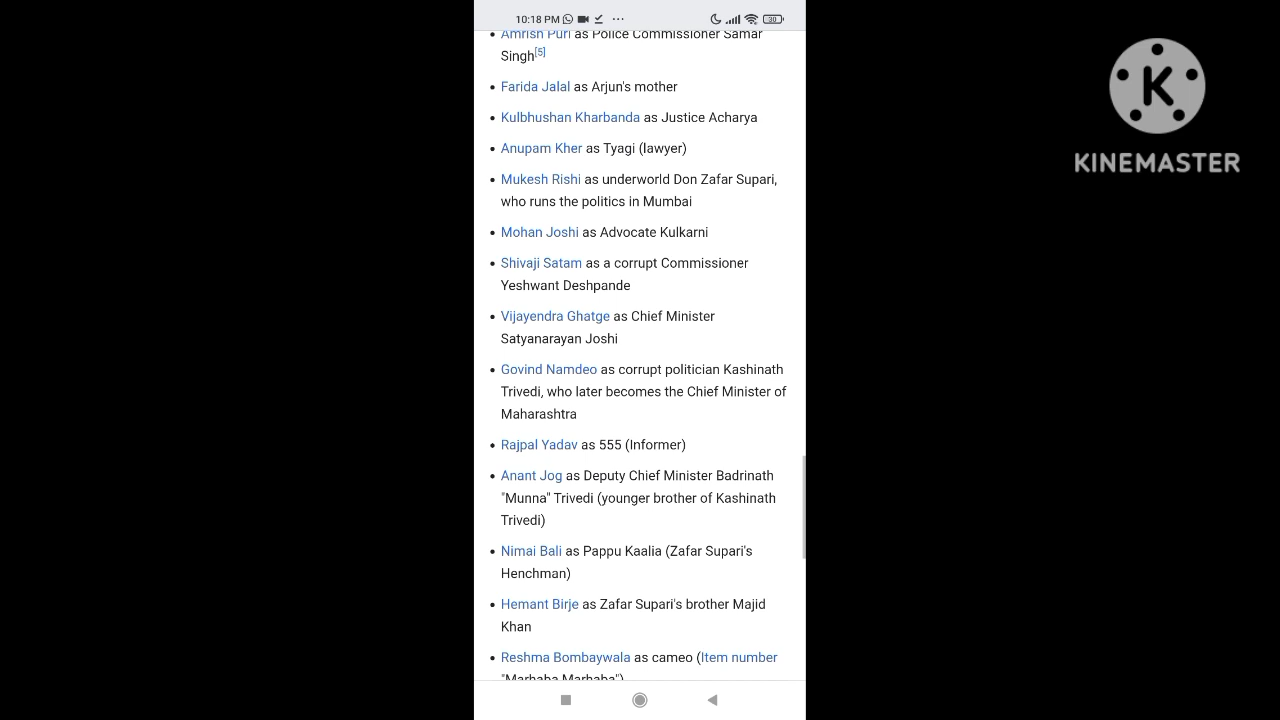 10:18 PM
30
Amrish Puri as Police Commissioner Samar
Singh[5]
Farida Jalal as Arjun's mother
Kulbhushan Kharbanda as Justice Acharya
Anupam Kher as Tyagi (lawyer)
Mukesh Rishi as underworld Don Zafar Supari,
who runs the politics in Mumbai
Mohan Joshi as Advocate Kulkarni
Shivaji Satam as a corrupt Commissioner
Yeshwant Deshpande
Vijayendra Ghatge as Chief Minister
Satyanarayan Joshi
Govind Namdeo as corrupt politician Kashinath
Trivedi, who later becomes the Chief Minister of
Maharashtra
Rajpal Yadav as 555 (Informer)
Anant Jog as Deputy Chief Minister Badrinath
"Munna" Trivedi (younger brother of Kashinath
Trivedi)
Nimai Bali as Pappu Kaalia (Zafar Supari's
Henchman)
Hemant Birje as Zafar Supari's brother Majid
Khan
Reshma Bombaywala as cameo (Item number
"Marhaba Marhaba")
K
KINEMASTER